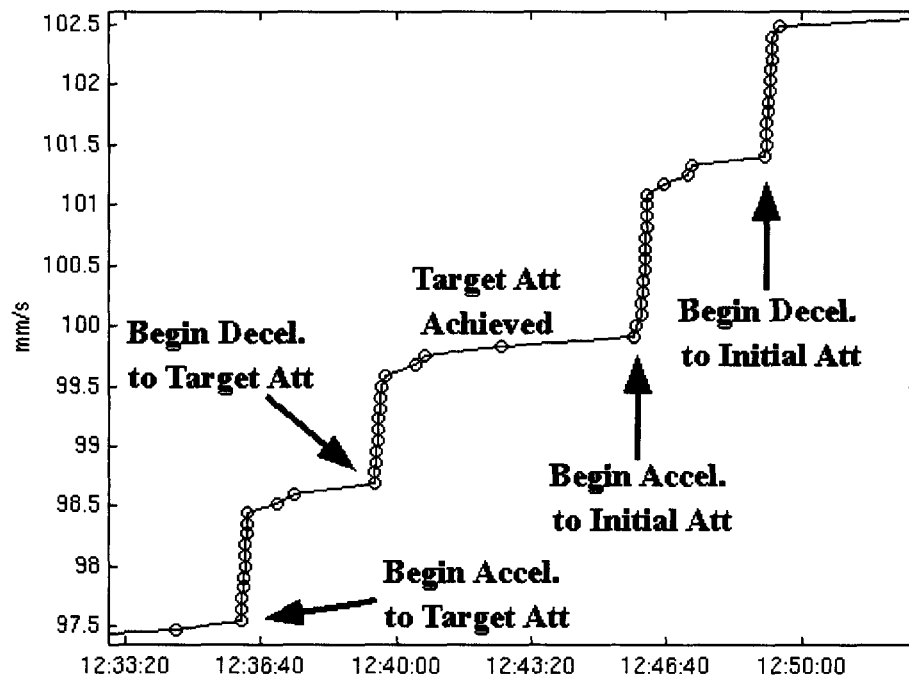 102.5
102
101.5
101
100.5
100
99.5
99
98.5
98
97.5
mm/s
Target Att
Achieved
Begin Decel.
to Target Att
Begin Decel.
to Initial Att
Begin Accel.
to Initial Att
Begin Accel.
to Target Att
12:33:20
12:36:40
12:40:00
12:43:20
12:46:40
12:50:00